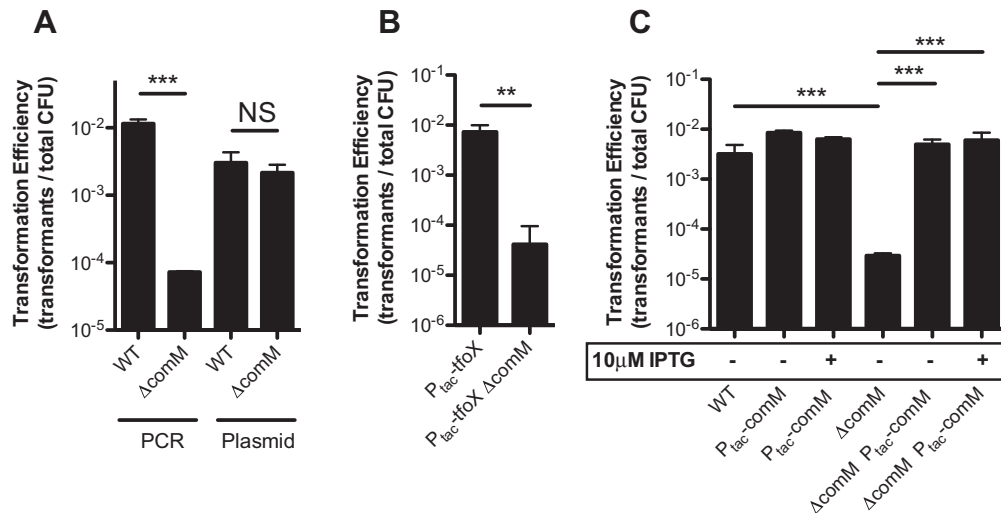 A
Transformation Efficiency
(transformants / total CFU)
10-2
10-3
10-4
10-5
***
NS
WT
ΔcomM
WT
ΔcomM
PCR
Plasmid
B
Transformation Efficiency
(transformants / total CFU)
10-1
10-2
10-3
10-4
10-5
10-6
**
Ptac-tfoX
Ptac-tfoX ΔcomM
C
Transformation Efficiency
(transformants / total CFU)
10-1
10-2
10-3
10-4
10-5
10-6
***
***
***
10μM IPTG - - + - - +
WT
Ptac-comM
Ptac-comM
ΔcomM
ΔcomM Ptac-comM
ΔcomM Ptac-comM